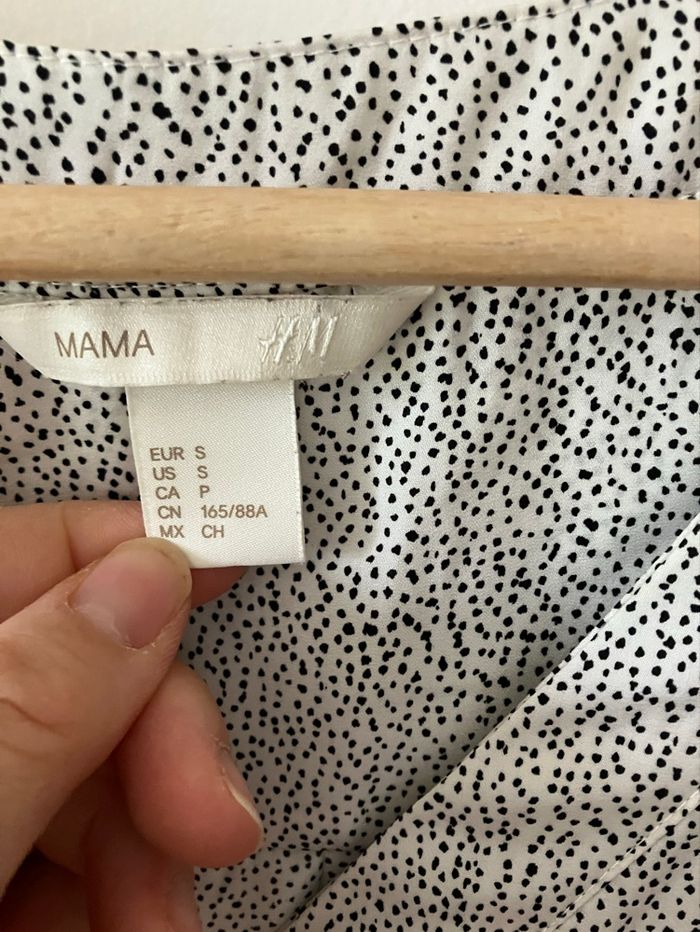 MAMA H&M
EUR S
US S
CA P
CN 165/88A
MX CH